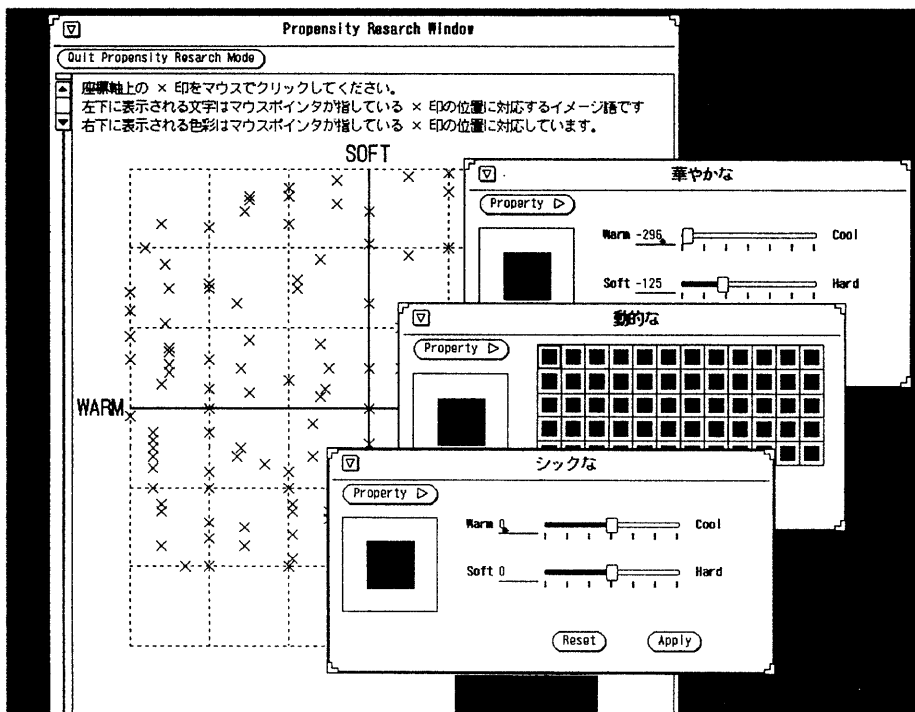 Propensity Resarch Window
Quit Propensity Resarch Mode
座標軸上の × 印をマウスでクリックしてください。
左下に表示される文字はマウスポインタが指している × 印の位置に対応するイメージ語です
右下に表示される色彩はマウスポインタが指している × 印の位置に対応しています。
SOFT
WARM
華やかな
Property
Warm -296 Cool
Soft -125 Hard
動的な
Property
シックな
Property
Warm 0 Cool
Soft 0 Hard
Reset Apply